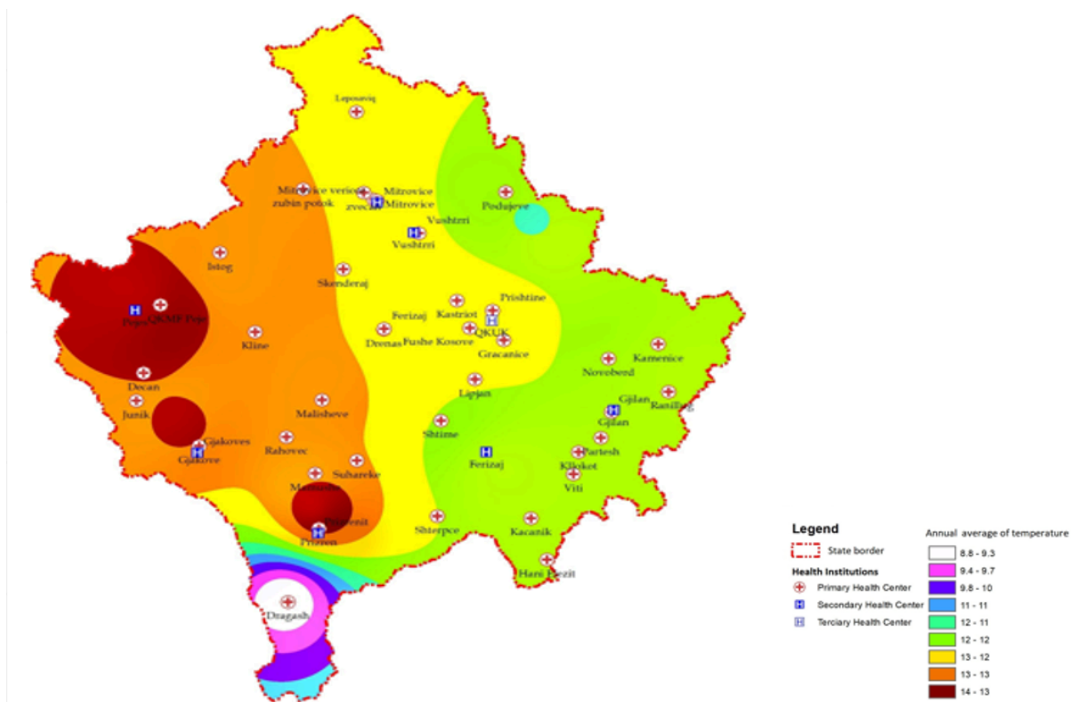 Leposaviq
Mitrovice
zubin potok
zvecan
Mitrovice
Mitrovice
Podujeve
Vushtrri
Vushtrri
Istog
Skenderaj
Prishtine
Kastriot
Ferizaj
QKMF Peje
Drenas
Fushe Kosove
QKUK
Kline
Gracanice
Kamenice
Novoberd
Decan
Lipjan
Junik
Malisheve
Gjilan
Ranillug
Gjilan
Shtime
Gjakoves
Rahovec
Gjakove
Partesh
Ferizaj
Kllokot
Suhareke
Viti
Prizren
Shterpce
Kacanik
Dragash
Legend
State border
Health Institutions
Primary Health Center
Secondary Health Center
Terciary Health Center
Annual average of temperature
8.8 - 9.3
9.4 - 9.7
9.8 - 10
11 - 11
12 - 11
12 - 12
13 - 12
13 - 13
14 - 13